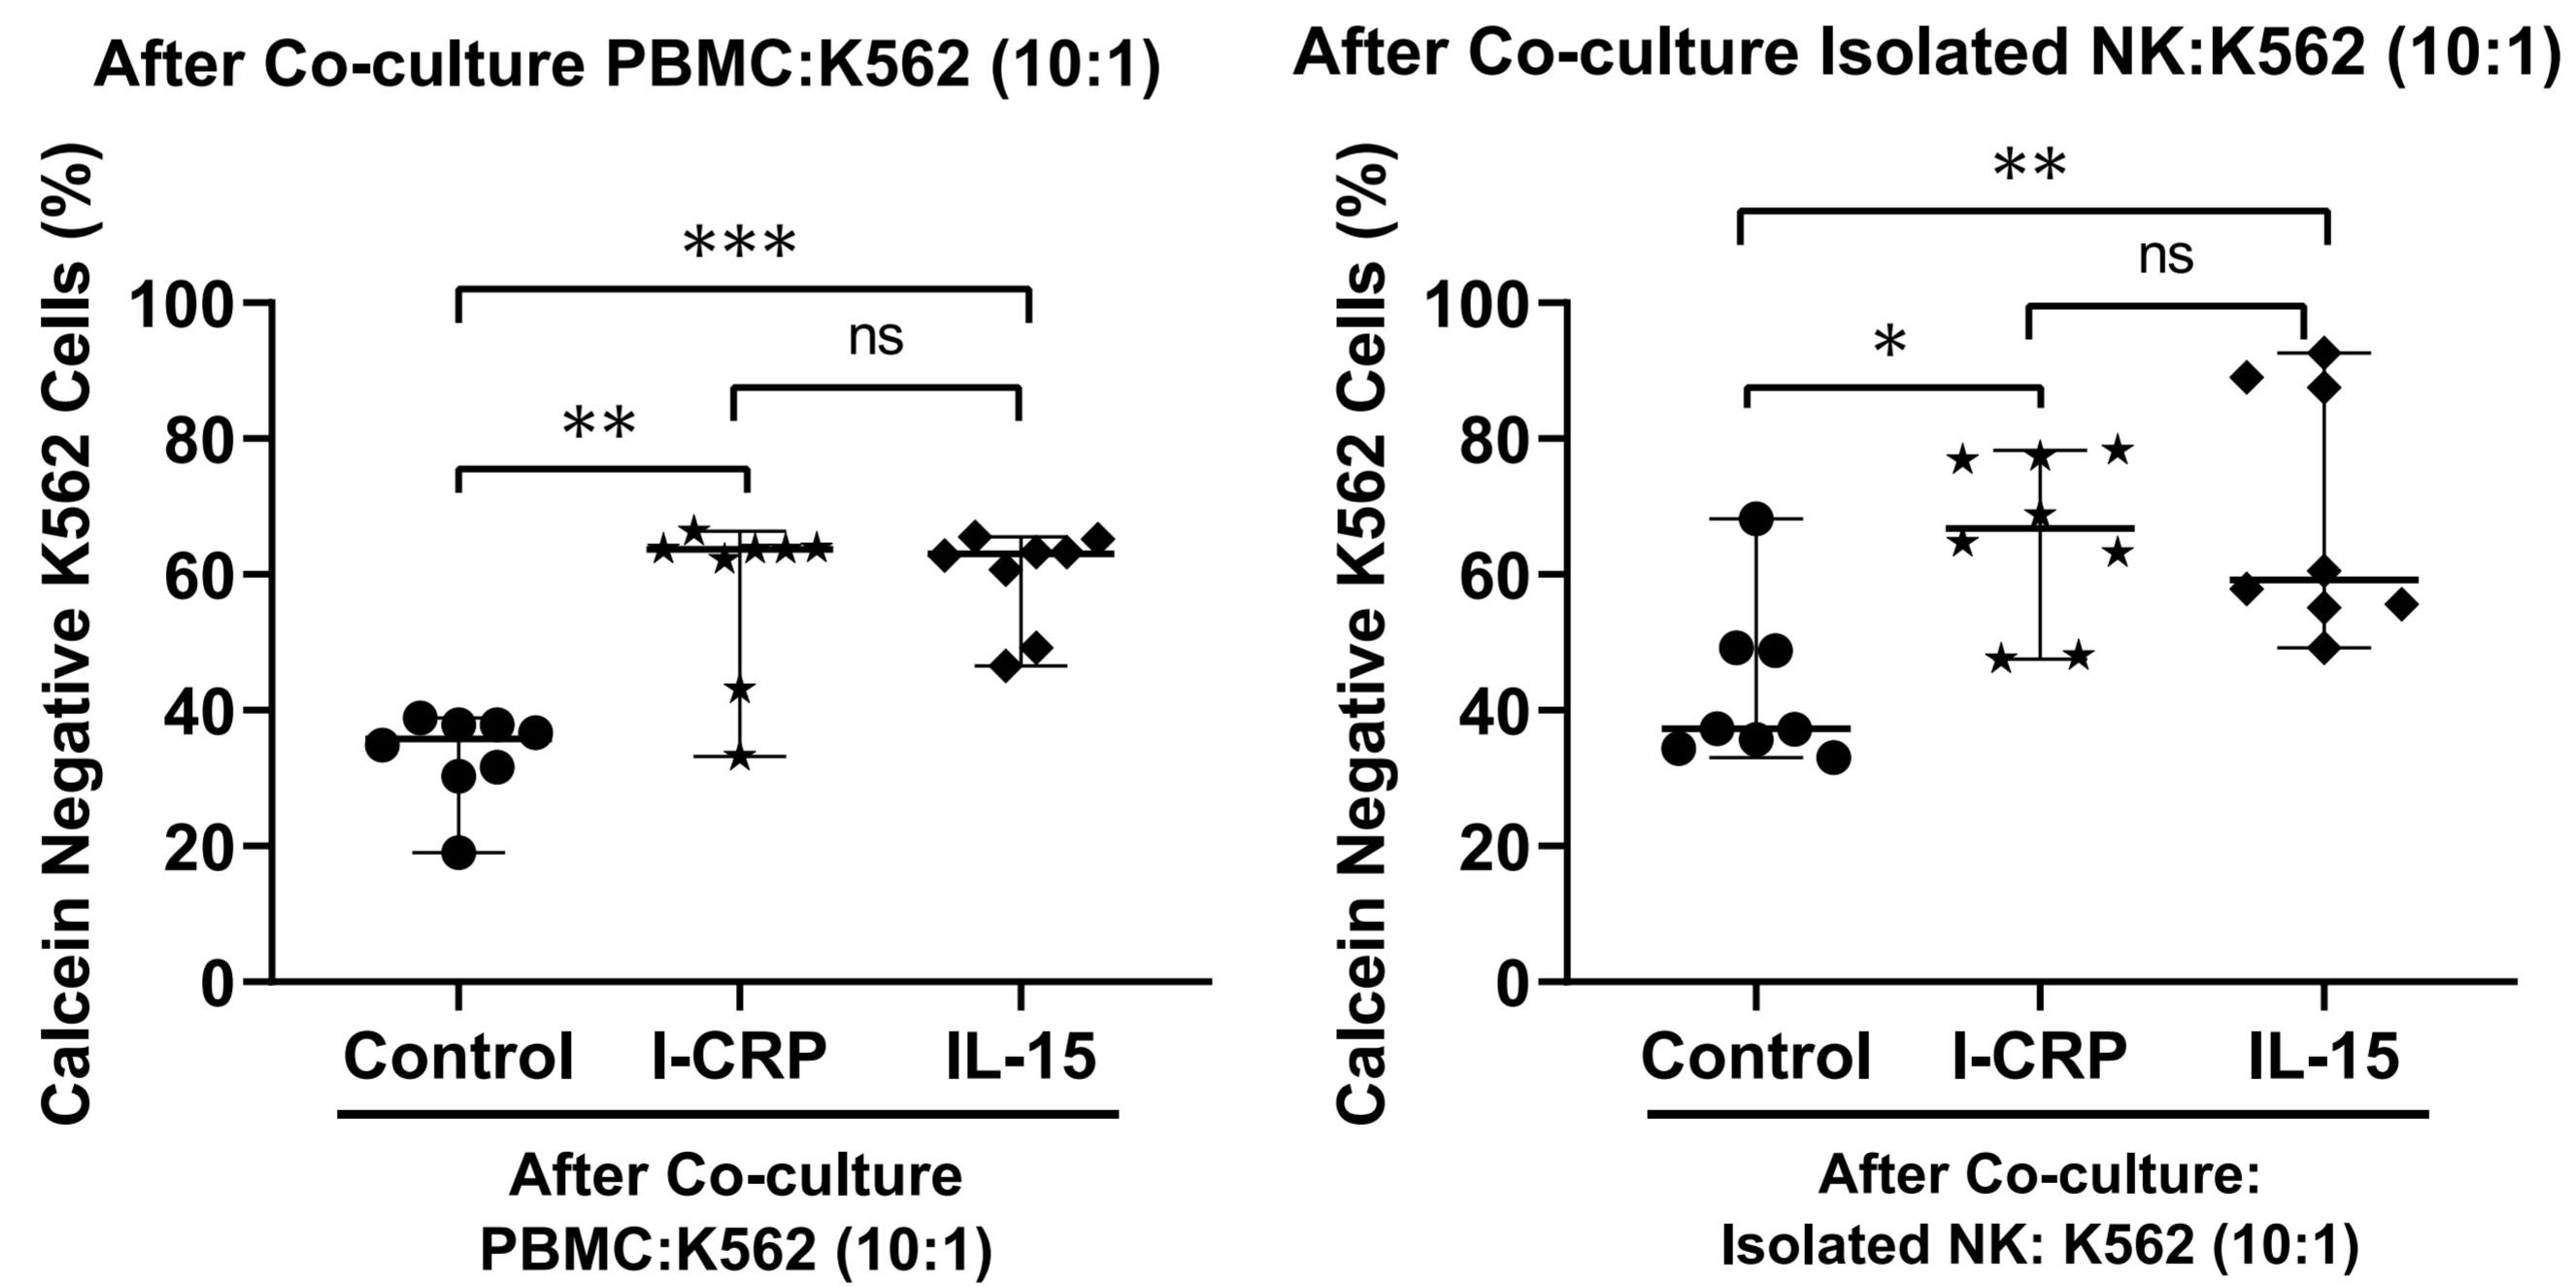 After Co-culture PBMC:K562 (10:1)
Calcein Negative K562 Cells (%)
***
ns
**
100
80
60
40
20
0
Control I-CRP IL-15
After Co-culture
PBMC:K562 (10:1)
After Co-culture Isolated NK:K562 (10:1)
Calcein Negative K562 Cells (%)
**
ns
*
100
80
60
40
20
0
Control I-CRP IL-15
After Co-culture:
Isolated NK: K562 (10:1)